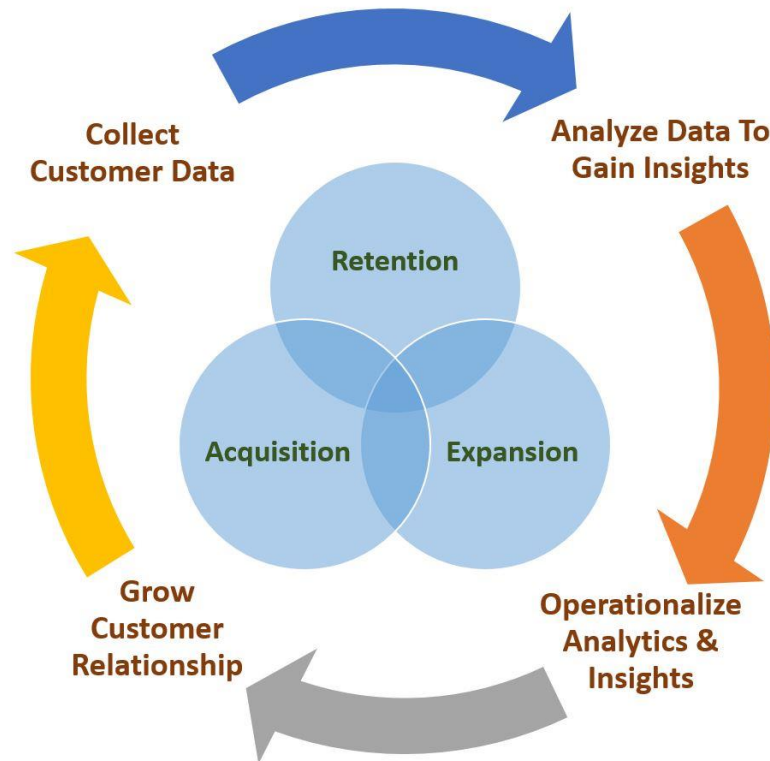 Collect
Customer Data
Analyze Data To
Gain Insights
Retention
Acquisition
Expansion
Grow
Customer
Relationship
Operationalize
Analytics &
Insights